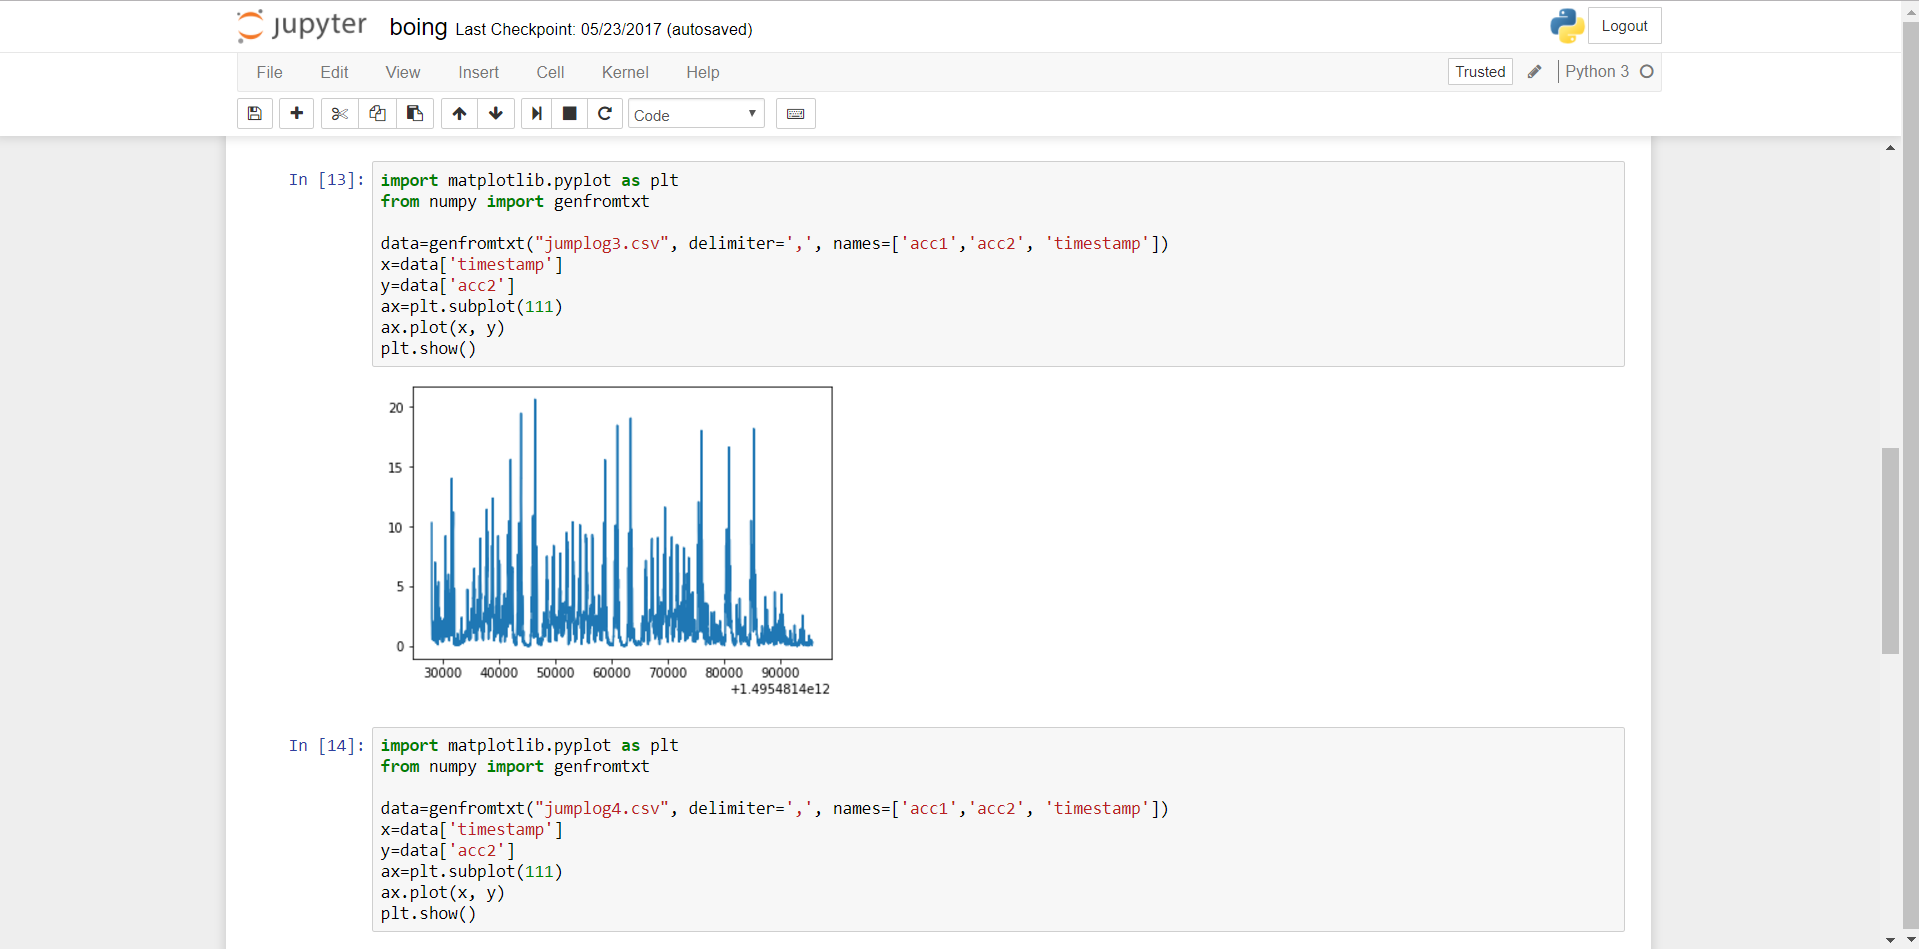 jupyter boing Last Checkpoint: 05/23/2017 (autosaved) Logout
File Edit View Insert Cell Kernel Help Trusted Python 3
Code
In [13]: import matplotlib.pyplot as plt
from numpy import genfromtxt
data=genfromtxt("jumplog3.csv", delimiter=',', names=['acc1','acc2', 'timestamp'])
x=data['timestamp']
y=data['acc2']
ax=plt.subplot(111)
ax.plot(x, y)
plt.show()
20
15
10
5
0
30000 40000 50000 60000 70000 80000 90000
+1.4954814e12
In [14]: import matplotlib.pyplot as plt
from numpy import genfromtxt
data=genfromtxt("jumplog4.csv", delimiter=',', names=['acc1','acc2', 'timestamp'])
x=data['timestamp']
y=data['acc2']
ax=plt.subplot(111)
ax.plot(x, y)
plt.show()